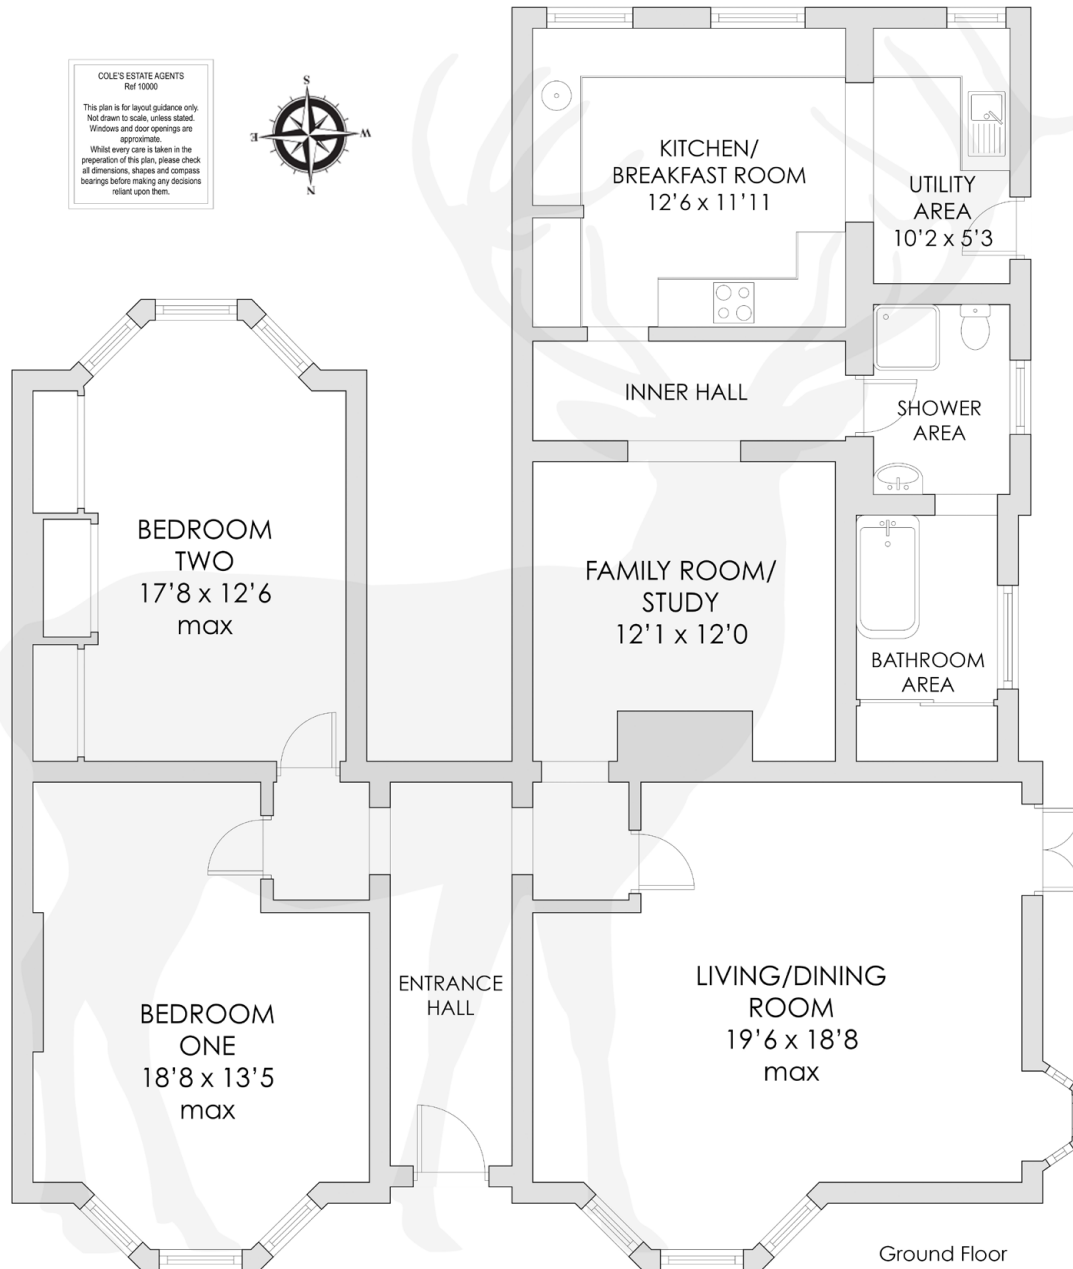 COLE'S ESTATE AGENTS
Ref 10000
This plan is for layout guidance only.
Not drawn to scale, unless stated.
Windows and door openings are
approximate.
Whilst every care is taken in the
preperation of this plan, please check
all dimensions, shapes and compass
bearings before making any decisions
reliant upon them.
S
E
W
N
KITCHEN/
BREAKFAST ROOM
12'6 x 11'11
UTILITY
AREA
10'2 x 5'3
INNER HALL
SHOWER
AREA
BEDROOM
TWO
17'8 x 12'6
max
FAMILY ROOM/
STUDY
12'1 x 12'0
BATHROOM
AREA
BEDROOM
ONE
18'8 x 13'5
max
ENTRANCE
HALL
LIVING/DINING
ROOM
19'6 x 18'8
max
Ground Floor